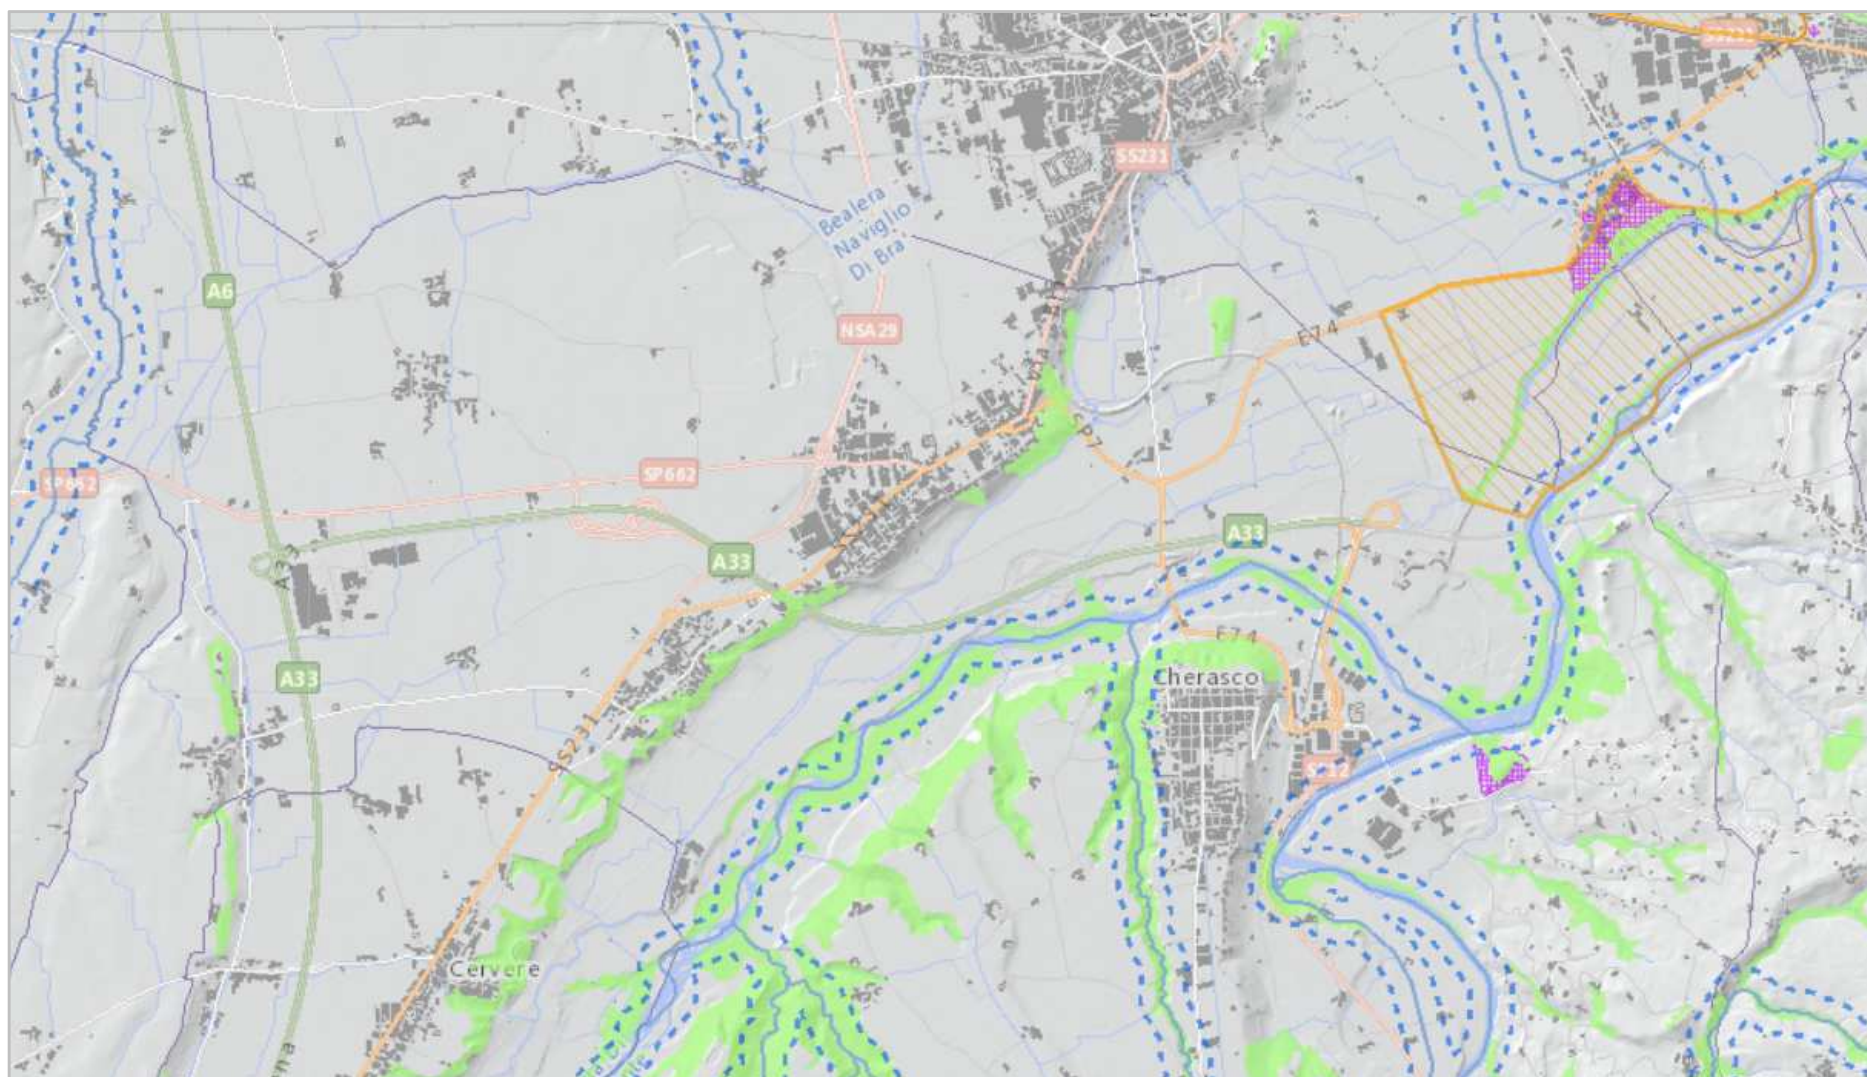 SS231
A6
Bealera
Naviglio
Di Bra'
NSA29
E74
SP7
SP662
SP662
A33
A33
A33
E74
A33
Cherasco
SS231
Cervere